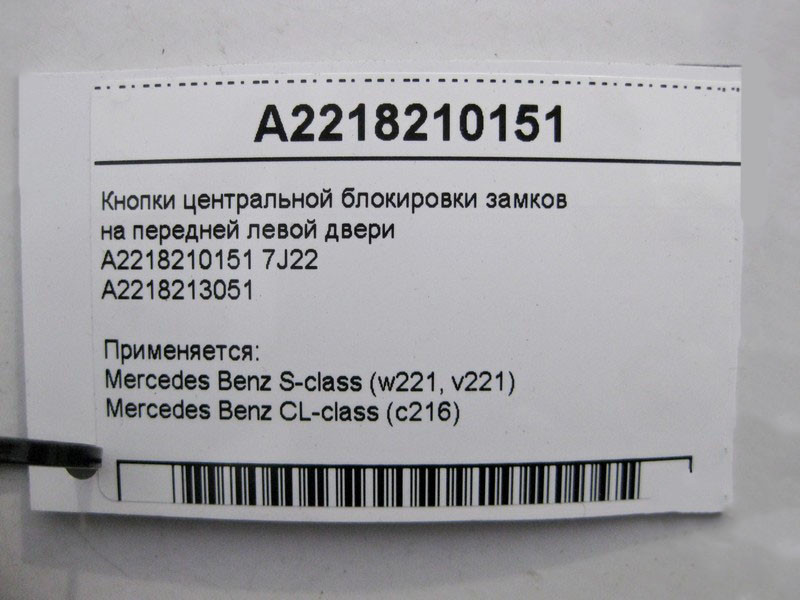 A2218210151
Кнопки центральной блокировки замков
на передней левой двери
A2218210151 7J22
A2218213051
Применяется:
Mercedes Benz S-class (w221, v221)
Mercedes Benz CL-class (c216)